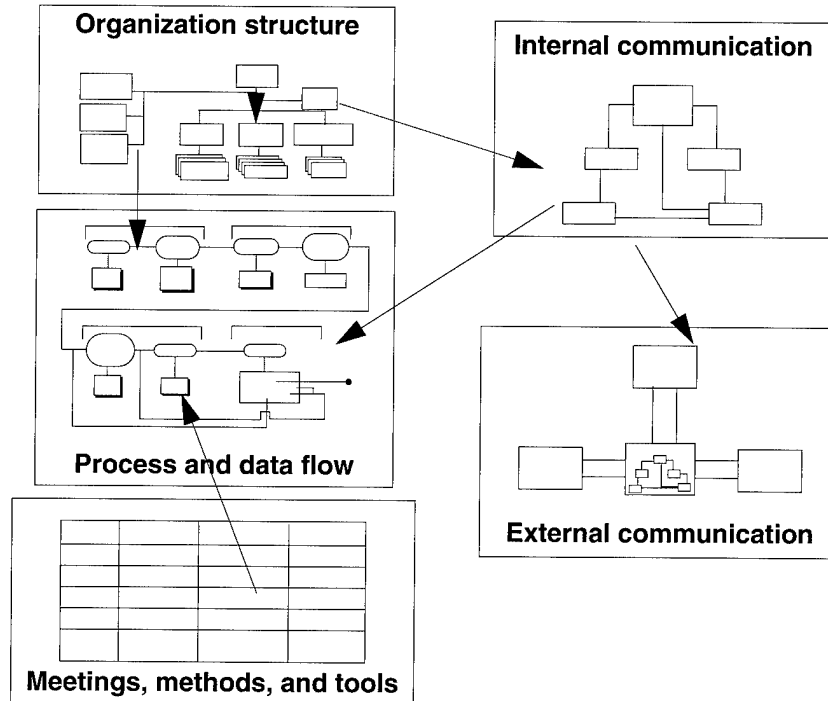 Organization structure
Internal communication
Process and data flow
External communication
Meetings, methods, and tools